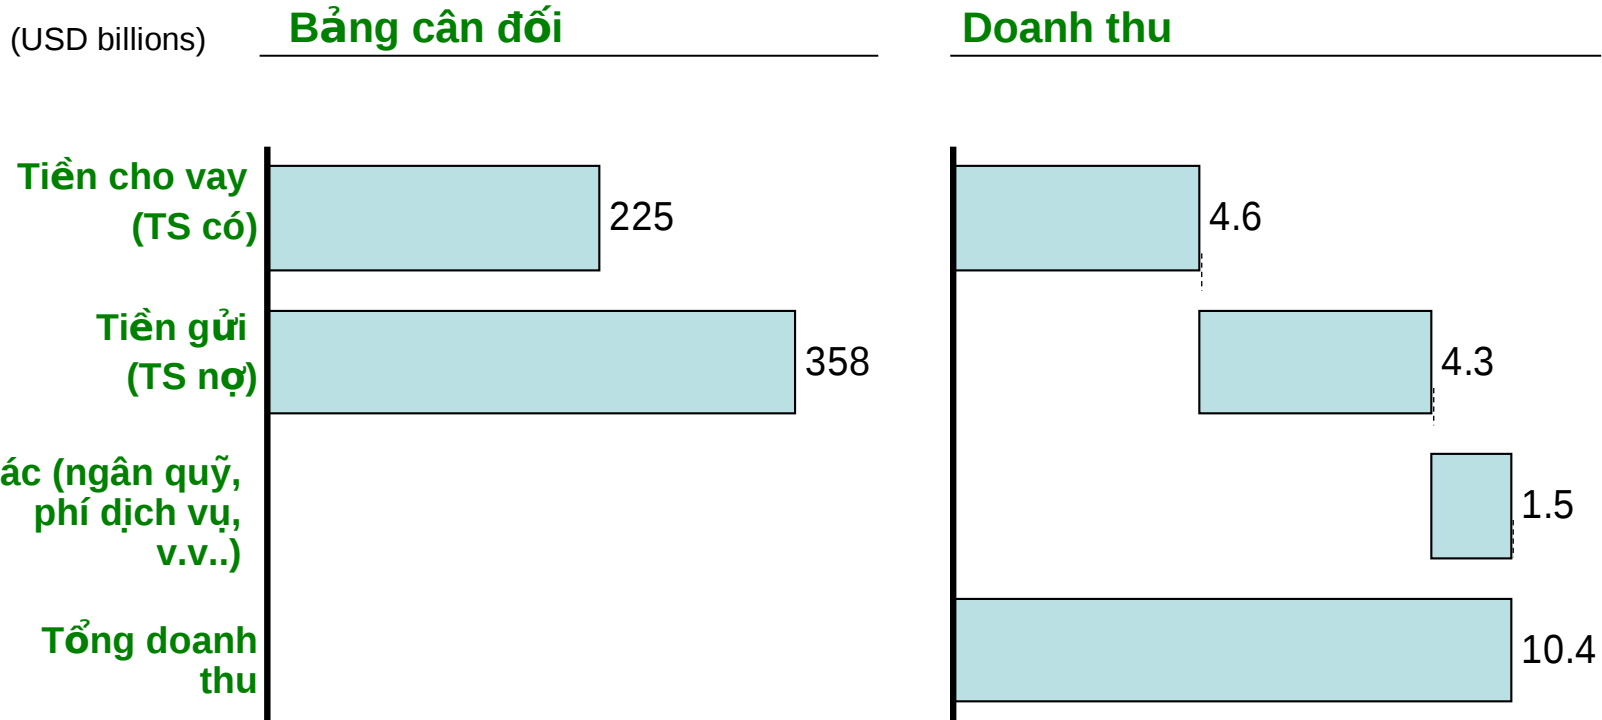 (USD billions)
Bảng cân đối
Doanh thu
Tiền cho vay
(TS có)
225
4.6
Tiền gửi
(TS nợ)
358
4.3
ác (ngân quỹ,
phí dịch vụ,
v.v..)
1.5
Tổng doanh
thu
10.4